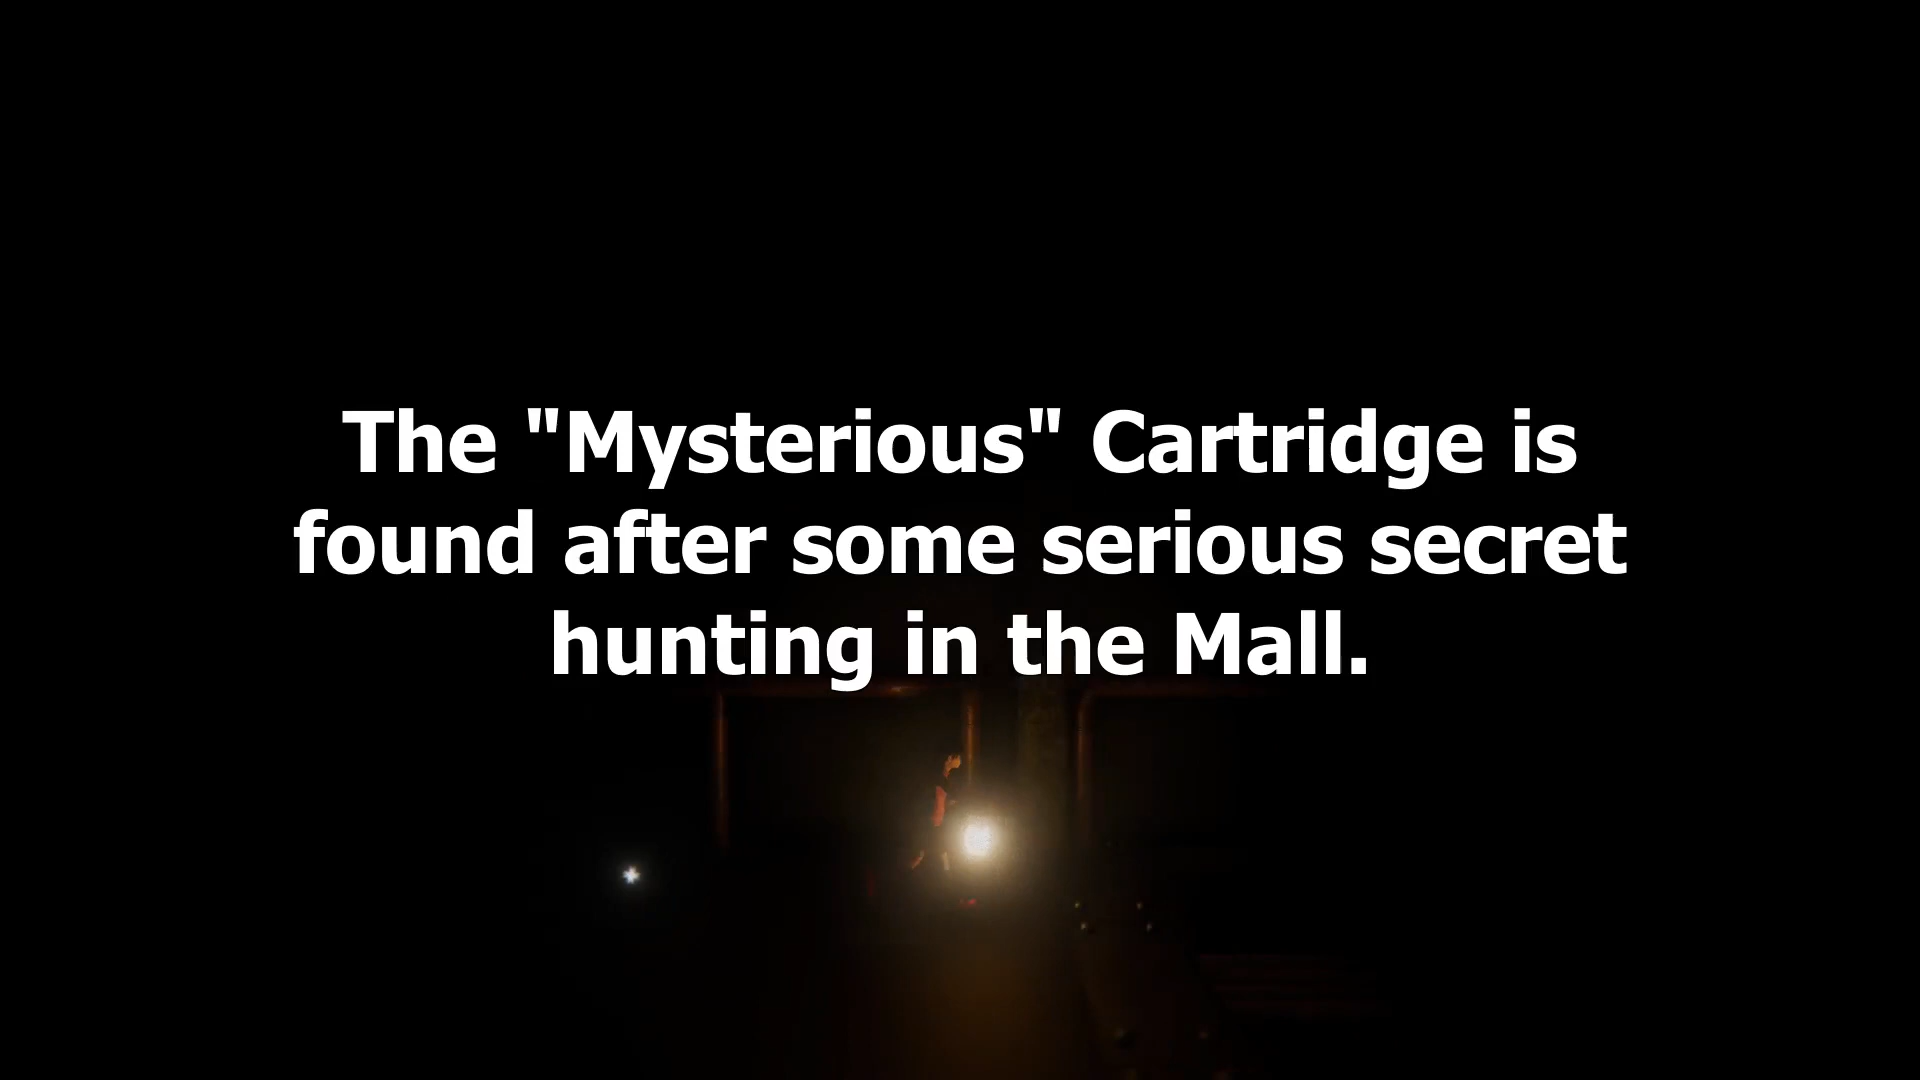 The "Mysterious" Cartridge is
found after some serious secret
hunting in the Mall.